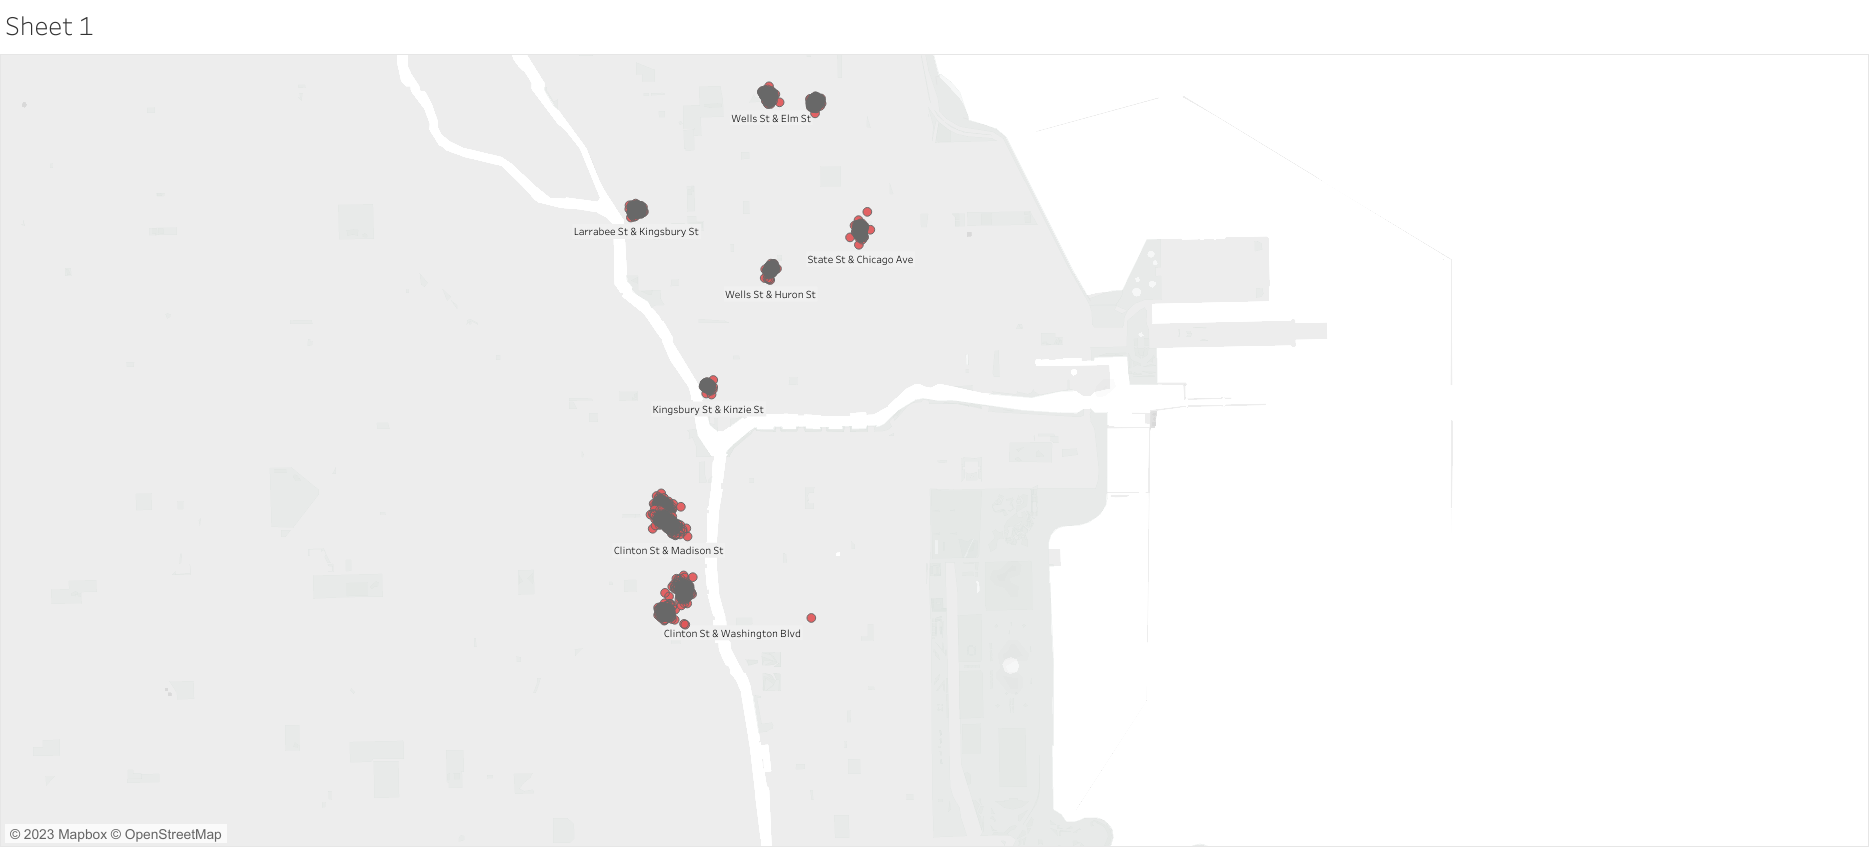 Sheet 1
Wells St & Elm St
Larrabee St & Kingsbury St
State St & Chicago Ave
Wells St & Huron St
Kingsbury St & Kinzie St
Clinton St & Madison St
Clinton St & Washington Blvd
© 2023 Mapbox © OpenStreetMap